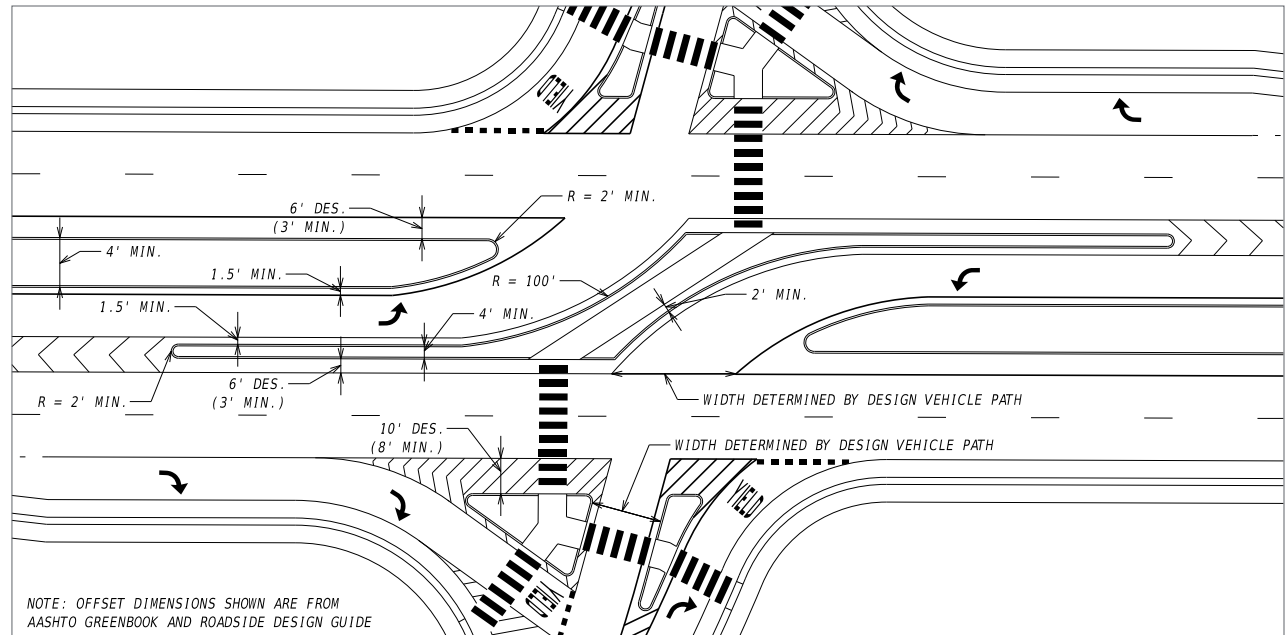 YIELD
R = 2' MIN.
6' DES.
(3' MIN.)
4' MIN.
1.5' MIN.
R = 100'
1.5' MIN.
2' MIN.
4' MIN.
6' DES.
(3' MIN.)
R = 2' MIN.
WIDTH DETERMINED BY DESIGN VEHICLE PATH
10' DES.
(8' MIN.)
WIDTH DETERMINED BY DESIGN VEHICLE PATH
YIELD
YIELD
NOTE: OFFSET DIMENSIONS SHOWN ARE FROM
AASHTO GREENBOOK AND ROADSIDE DESIGN GUIDE